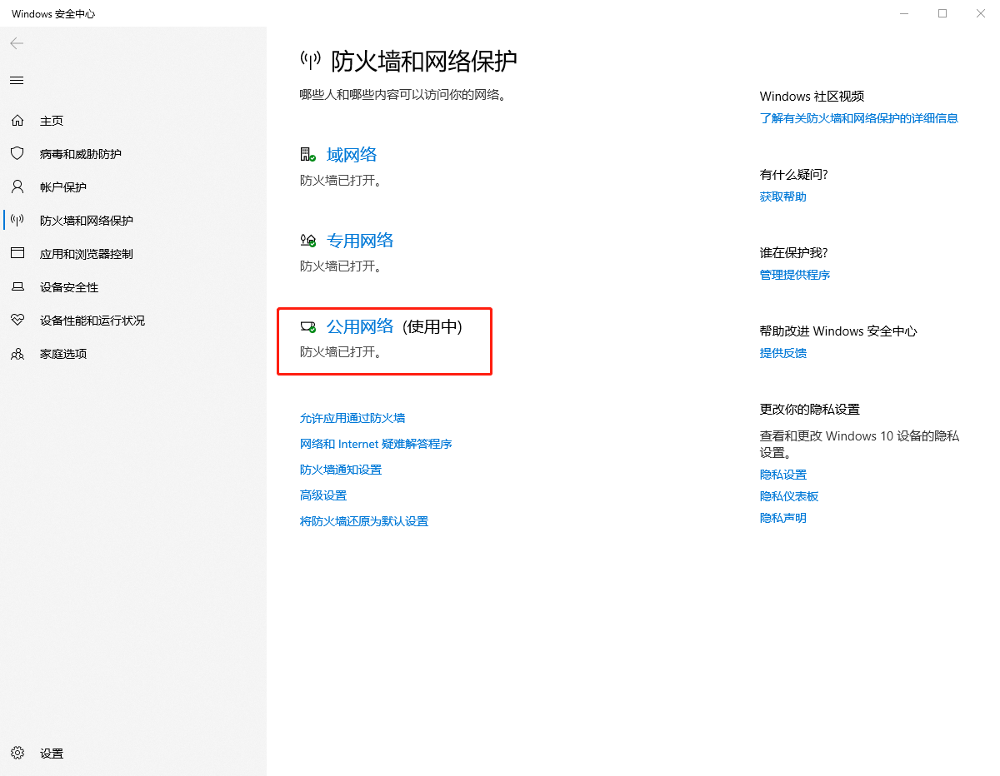 Windows 安全中心
主页
病毒和威胁防护
帐户保护
防火墙和网络保护
应用和浏览器控制
设备安全性
设备性能和运行状况
家庭选项
设置
防火墙和网络保护
哪些人和哪些内容可以访问你的网络。
域网络
防火墙已打开。
专用网络
防火墙已打开。
公用网络 (使用中)
防火墙已打开。
允许应用通过防火墙
网络和 Internet 疑难解答程序
防火墙通知设置
高级设置
将防火墙还原为默认设置
Windows 社区视频
了解有关防火墙和网络保护的详细信息
有什么疑问?
获取帮助
谁在保护我?
管理提供程序
帮助改进 Windows 安全中心
提供反馈
更改你的隐私设置
查看和更改 Windows 10 设备的隐私
设置。
隐私设置
隐私仪表板
隐私声明